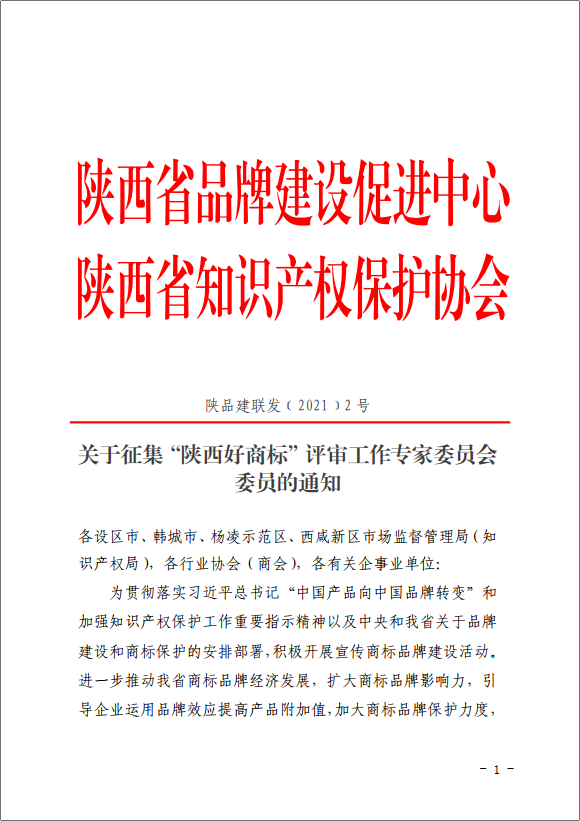 陕西省品牌建设促进中心
陕西省知识产权保护协会
陕品建联发﹝2021﹞2号
关于征集“陕西好商标”评审工作专家委员会
委员的通知
各设区市、韩城市、杨凌示范区、西咸新区市场监督管理局（知
识产权局），各行业协会（商会），各有关企事业单位：
为贯彻落实习近平总书记“中国产品向中国品牌转变”和
加强知识产权保护工作重要指示精神以及中央和我省关于品牌
建设和商标保护的安排部署，积极开展宣传商标品牌建设活动。
进一步推动我省商标品牌经济发展，扩大商标品牌影响力，引
导企业运用品牌效应提高产品附加值，加大商标品牌保护力度，
- 1 -